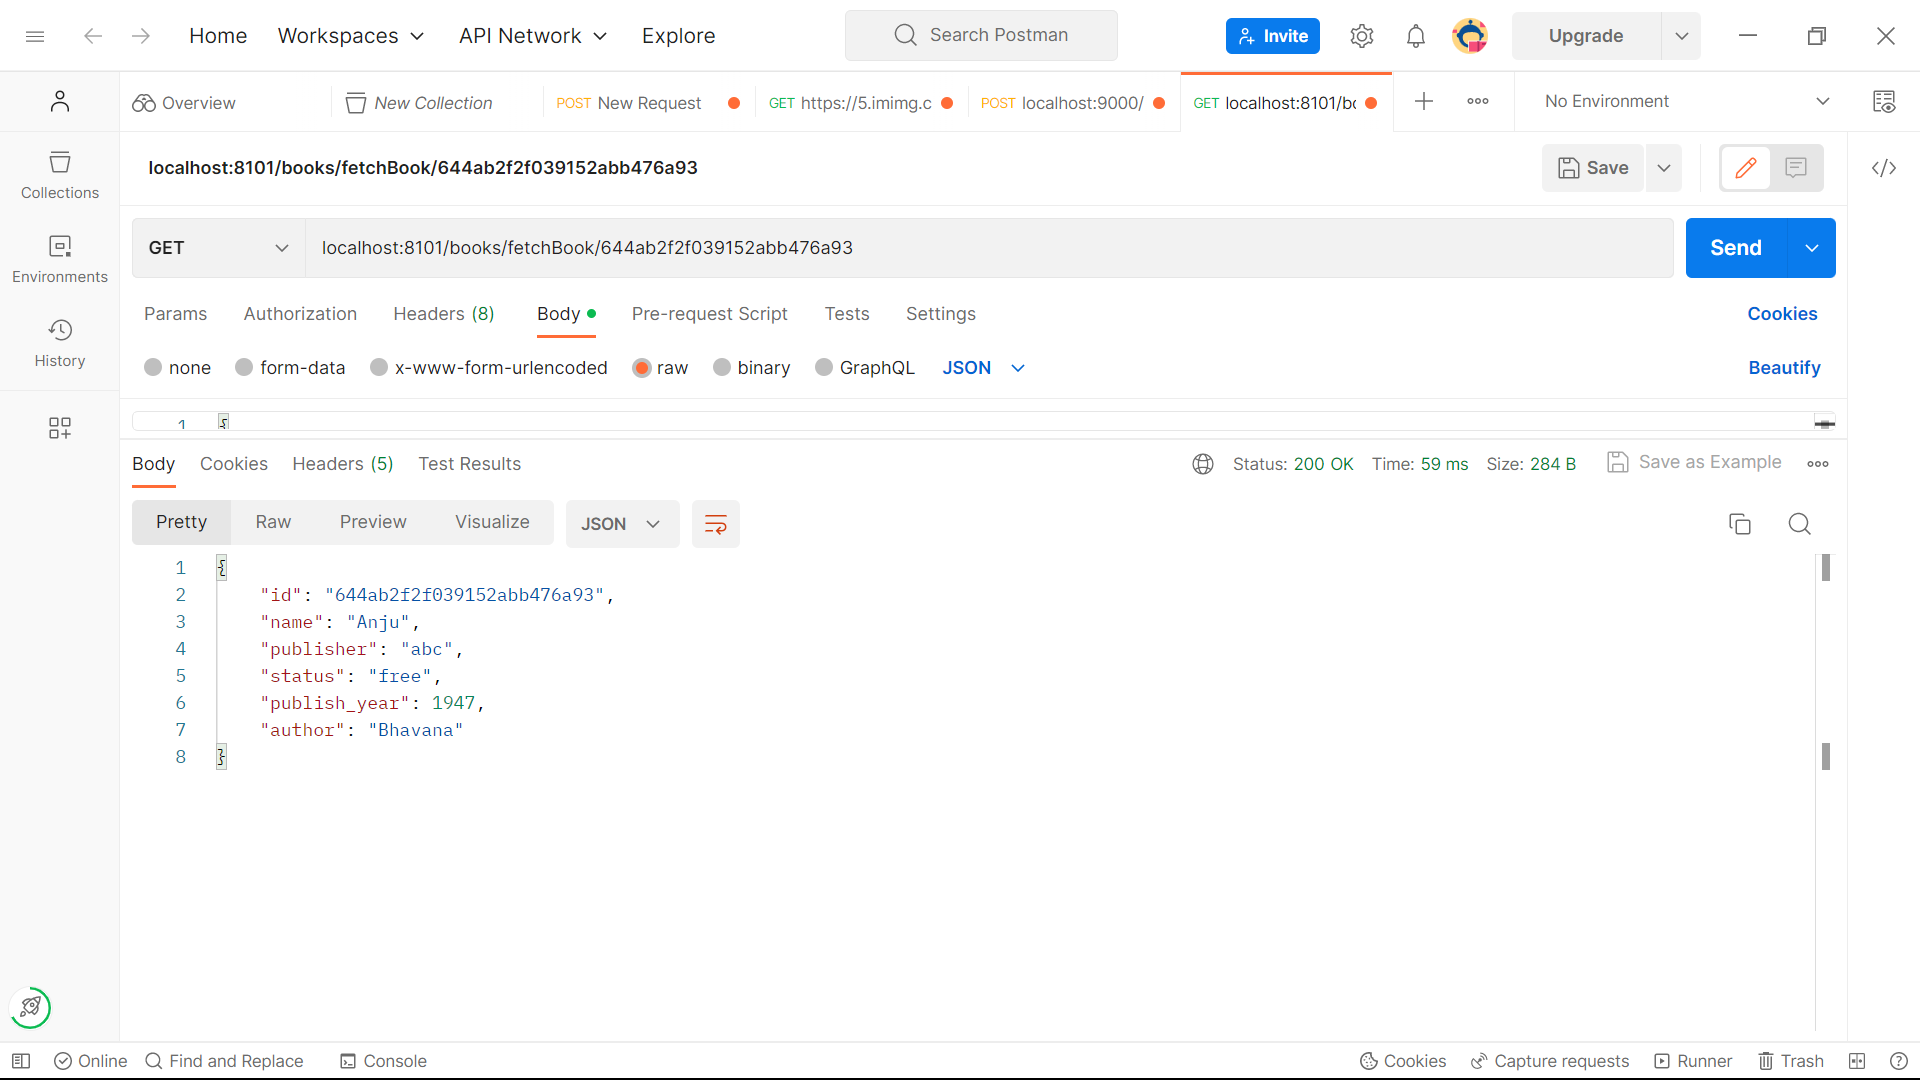 Home Workspaces API Network Explore Search Postman Invite Upgrade
Overview New Collection POST New Request GET https://5.imimg.c POST localhost:9000/ GET localhost:8101/bo No Environment
localhost:8101/books/fetchBook/644ab2f2f039152abb476a93 Save
Collections
Environments
History
GET localhost:8101/books/fetchBook/644ab2f2f039152abb476a93 Send
Params Authorization Headers (8) Body Pre-request Script Tests Settings Cookies
none form-data x-www-form-urlencoded raw binary GraphQL JSON Beautify
1 {
Body Cookies Headers (5) Test Results Status: 200 OK Time: 59 ms Size: 284 B Save as Example
Pretty Raw Preview Visualize JSON
1 {
2 "id": "644ab2f2f039152abb476a93",
3 "name": "Anju",
4 "publisher": "abc",
5 "status": "free",
6 "publish_year": 1947,
7 "author": "Bhavana"
8 }
Online Find and Replace Console Cookies Capture requests Runner Trash